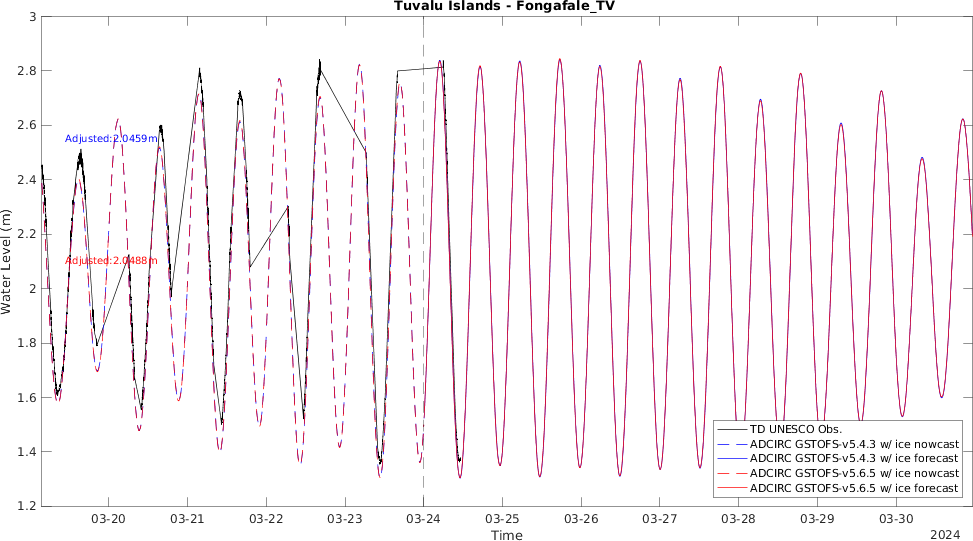 Tuvalu Islands - Fongafale_TV
3
2.8
2.6
2.4
2.2
2
1.8
1.6
1.4
1.2
Water Level (m)
Adjusted:2.0459m
Adjusted:2.0488m
TD UNESCO Obs.
ADCIRC GSTOFS-v5.4.3 w/ ice nowcast
ADCIRC GSTOFS-v5.4.3 w/ ice forecast
ADCIRC GSTOFS-v5.6.5 w/ ice nowcast
ADCIRC GSTOFS-v5.6.5 w/ ice forecast
03-20 03-21 03-22 03-23 03-24 03-25 03-26 03-27 03-28 03-29 03-30
Time
2024